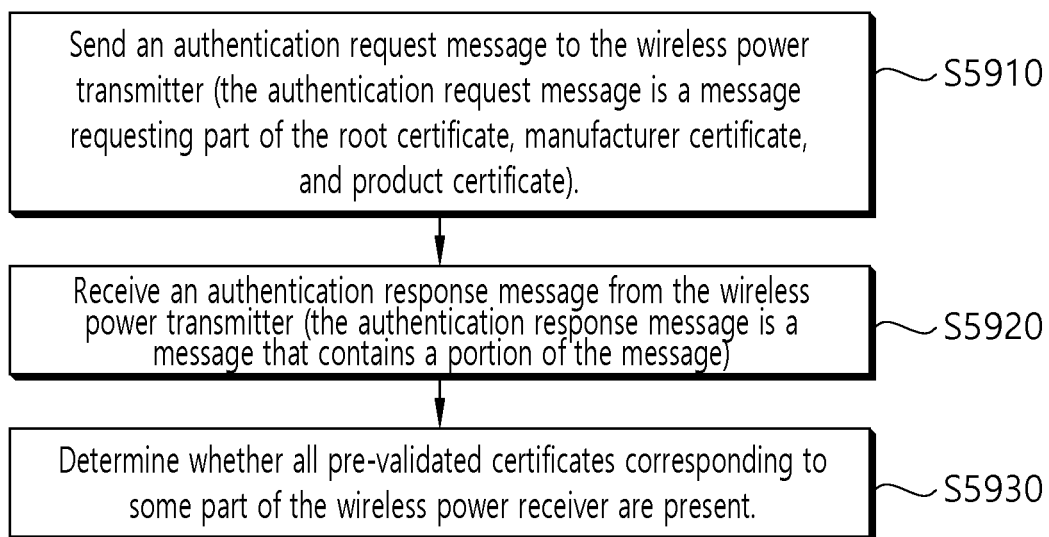 Send an authentication request message to the wireless power
transmitter (the authentication request message is a message
requesting part of the root certificate, manufacturer certificate,
and product certificate).
S5910
Receive an authentication response message from the wireless
power transmitter (the authentication response message is a
message that contains a portion of the message)
S5920
Determine whether all pre-validated certificates corresponding to
some part of the wireless power receiver are present.
S5930